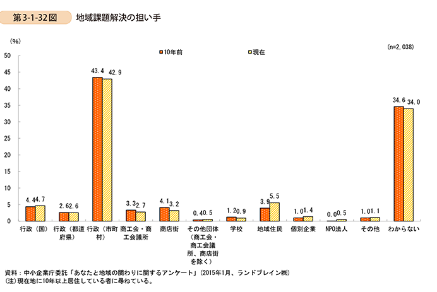 第3-1-32図 地域課題解決の担い手
(%)
(n=2,038)
10年前 現在
50
45
40
35
30
25
20
15
10
5
0
4.4 4.7
2.6 2.6
43.4 42.9
3.3 2.7
4.1 3.2
0.4 0.5
1.2 0.9
3.9 5.5
1.0 1.4
0.0 0.5
1.0 1.1
34.6 34.0
行政(国)
行政(都道
府県)
行政(市町
村)
商工会・商
工会議所
商店街
その他団体
(商工会・
商工会議
所、商店街
を除く)
学校
地域住民
個別企業
NPO法人
その他
わからない
資料:中小企業庁委託「あなたと地域の関わりに関するアンケート」(2015年1月、ランドブレイン㈱)
(注)現在地に10年以上居住している者に尋ねている。